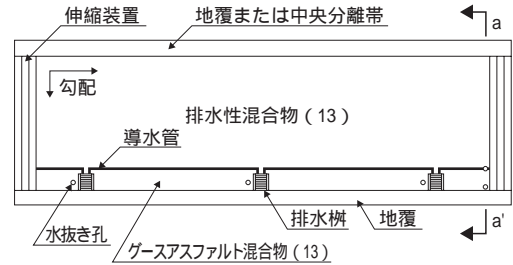 伸縮装置
地覆または中央分離帯
a
勾配
排水性混合物（13）
導水管
排水桝
地覆
a'
水抜き孔
グースアスファルト混合物（13）